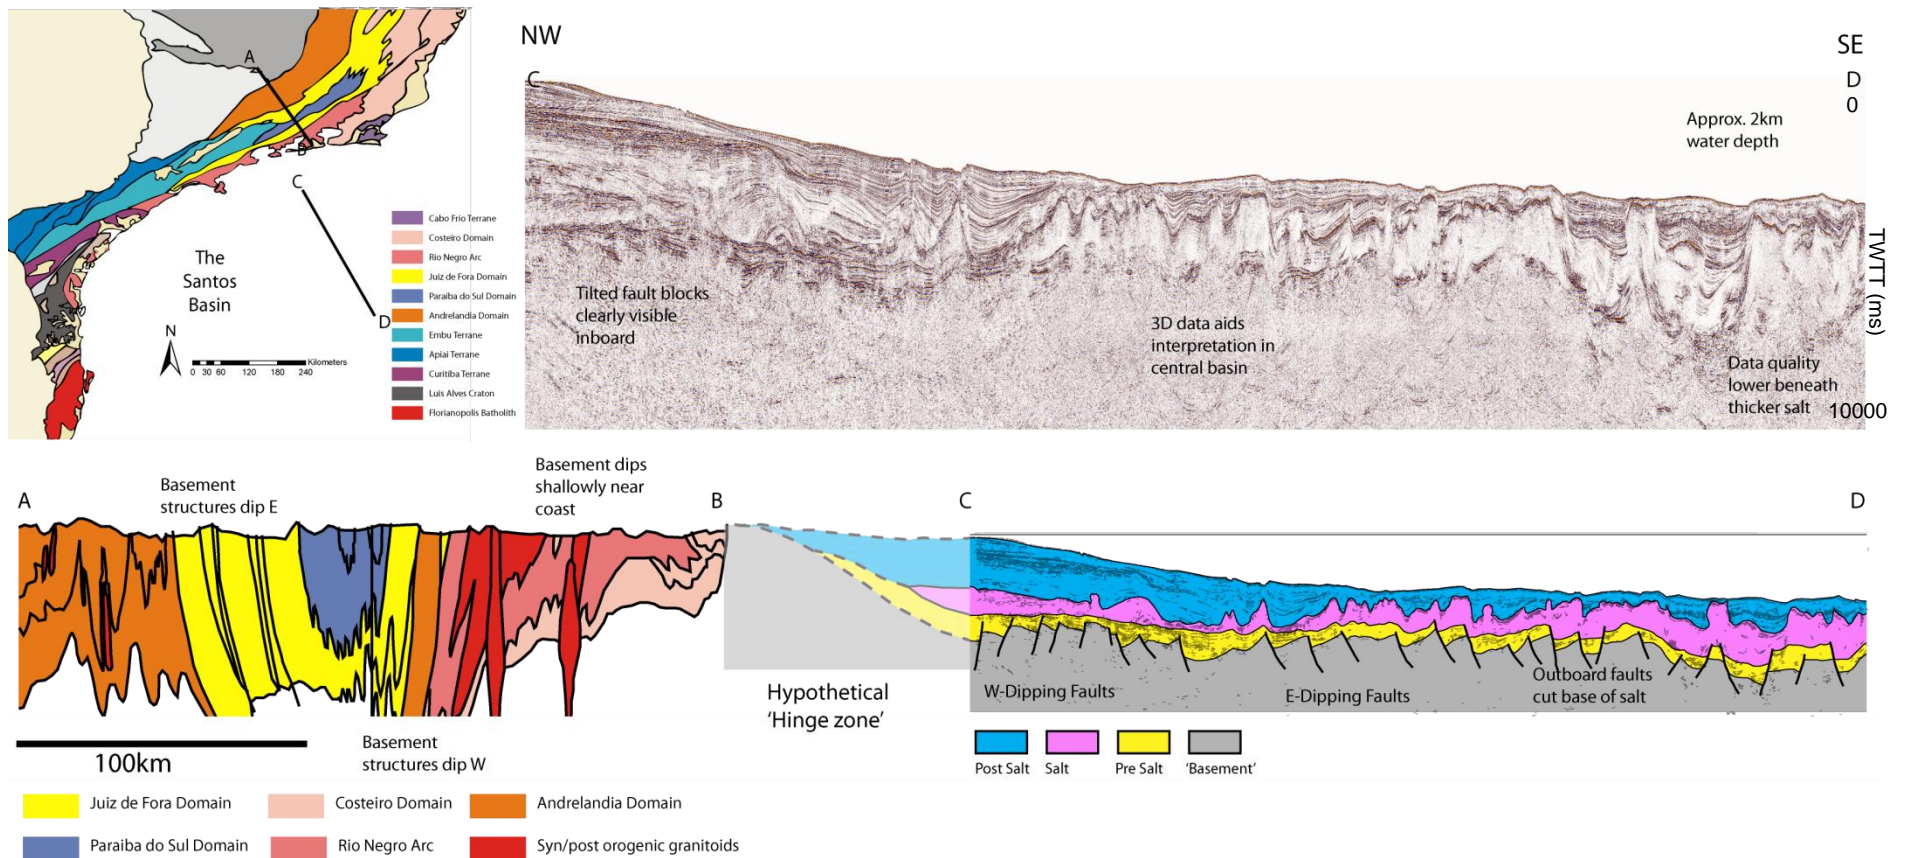 NW
SE
A
B
C
D
The
Santos
Basin
N
0 30 60 120 180 240
Kilometers
Cabo Frio Terrane
Costeiro Domain
Rio Negro Arc
Juiz de Fora Domain
Paraiba do Sul Domain
Andrelandia Domain
Embu Terrane
Apiai Terrane
Curitiba Terrane
Luis Alves Craton
Florianopolis Batholith
C
D
0
Approx. 2km
water depth
TWTT (ms)
Tilted fault blocks
clearly visible
inboard
3D data aids
interpretation in
central basin
Data quality
lower beneath
thicker salt
10000
Basement
structures dip E
Basement dips
shallowly near
coast
A
B
C
D
Hypothetical
'Hinge zone'
W-Dipping Faults
E-Dipping Faults
Outboard faults
cut base of salt
100km
Basement
structures dip W
Post Salt
Salt
Pre Salt
'Basement'
Juiz de Fora Domain
Costeiro Domain
Andrelandia Domain
Paraiba do Sul Domain
Rio Negro Arc
Syn/post orogenic granitoids